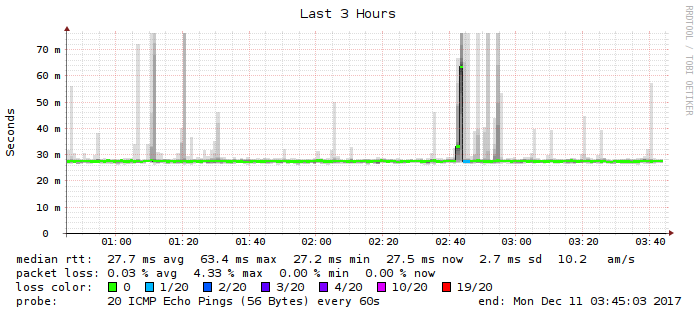 Last 3 Hours
RRDTOOL / TOBI OETIKER
Seconds
70 m
60 m
50 m
40 m
30 m
20 m
10 m
0
01:00 01:20 01:40 02:00 02:20 02:40 03:00 03:20 03:40
median rtt: 27.7 ms avg 63.4 ms max 27.2 ms min 27.5 ms now 2.7 ms sd 10.2 am/s
packet loss: 0.03 % avg 4.33 % max 0.00 % min 0.00 % now
loss color: 0 1/20 2/20 3/20 4/20 10/20 19/20
probe: 20 ICMP Echo Pings (56 Bytes) every 60s end: Mon Dec 11 03:45:03 2017